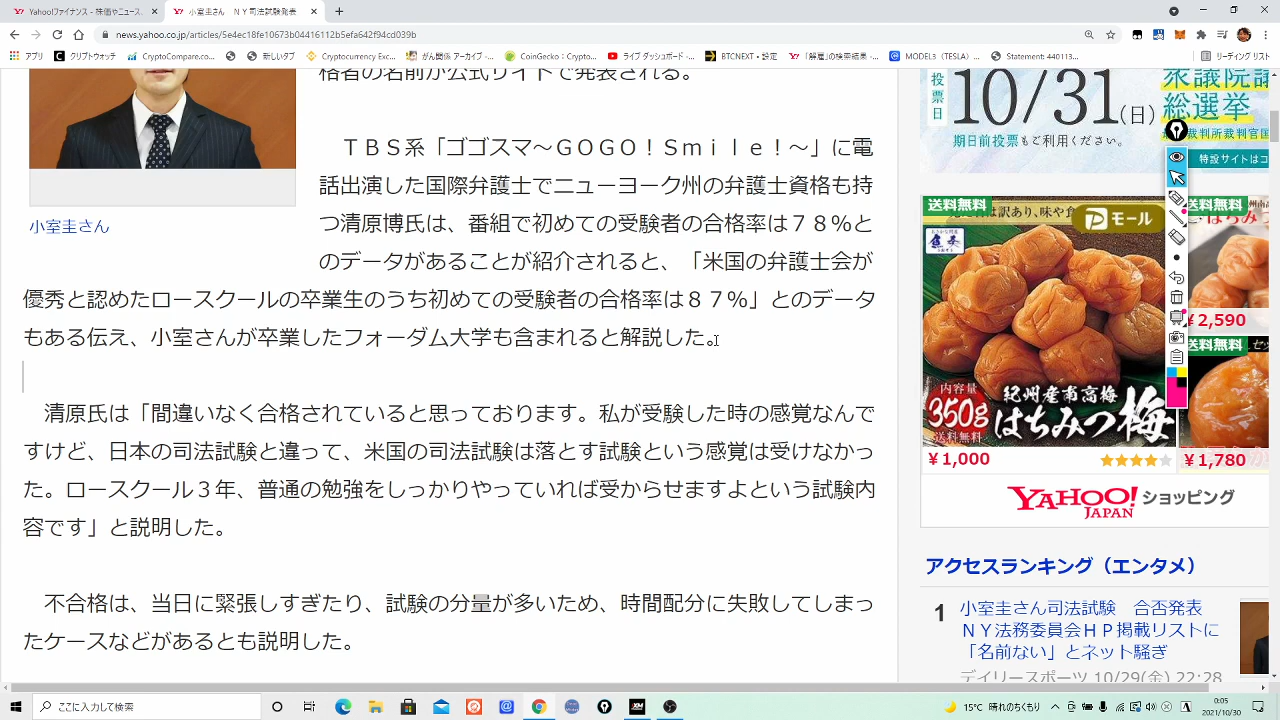 Yahoo!ファイナンス - 株価やニュース、
小室圭さん ＮＹ司法試験発表
news.yahoo.co.jp/articles/5e4ec18fe10673b04416112b5efa642f94cd039b
アプリ
クリプトウォッチ
CryptoCompare.co...
新しいタブ
Cryptocurrency Exc...
がん関係 アーカイブ -...
CoinGecko：Crypto...
ライブ ダッシュボード -...
BTCNEXT・設定
「解雇」の検索結果 -...
MODEL3（TESLA）...
Statement: 440113...
リーディング リスト
格者の名前が公式サイトで発表される。
小室圭さん
ＴＢＳ系「ゴゴスマ～ＧＯＧＯ！Ｓｍｉｌｅ！～」に電
話出演した国際弁護士でニューヨーク州の弁護士資格も持
つ清原博氏は、番組で初めての受験者の合格率は７８％と
のデータがあることが紹介されると、「米国の弁護士会が
優秀と認めたロースクールの卒業生のうち初めての受験者の合格率は８７％」とのデータ
もある伝え、小室さんが卒業したフォーダム大学も含まれると解説した。
清原氏は「間違いなく合格されていると思っております。私が受験した時の感覚なんで
すけど、日本の司法試験と違って、米国の司法試験は落とす試験という感覚は受けなかっ
た。ロースクール３年、普通の勉強をしっかりやっていれば受からせますよという試験内
容です」と説明した。
不合格は、当日に緊張しすぎたり、試験の分量が多いため、時間配分に失敗してしまっ
たケースなどがあるとも説明した。
投票日
10/31(日)
衆議院議
総選挙
期日前投票もご利用ください。
裁判所裁判官国
特設サイトはコ
送料無料
モール
内容量
350g
送料無料
紀州産南高梅
はちみつ梅
￥1,000
送料無料
￥2,590
送料無料
￥1,780
YAHOO! JAPAN ショッピング
アクセスランキング（エンタメ）
1
小室圭さん司法試験 合否発表
ＮＹ法務委員会ＨＰ掲載リストに
「名前ない」とネット騒ぎ
デイリースポーツ 10/29(金) 22:28
ここに入力して検索
15℃ 晴れのちくもり
A
0:05
2021/10/30